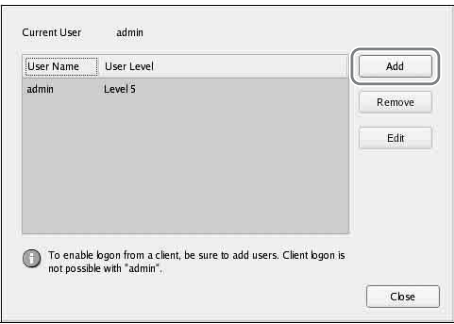 Current User admin
User Name User Level
admin Level 5
Add
Remove
Edit
To enable logon from a client, be sure to add users. Client logon is
not possible with "admin".
Close